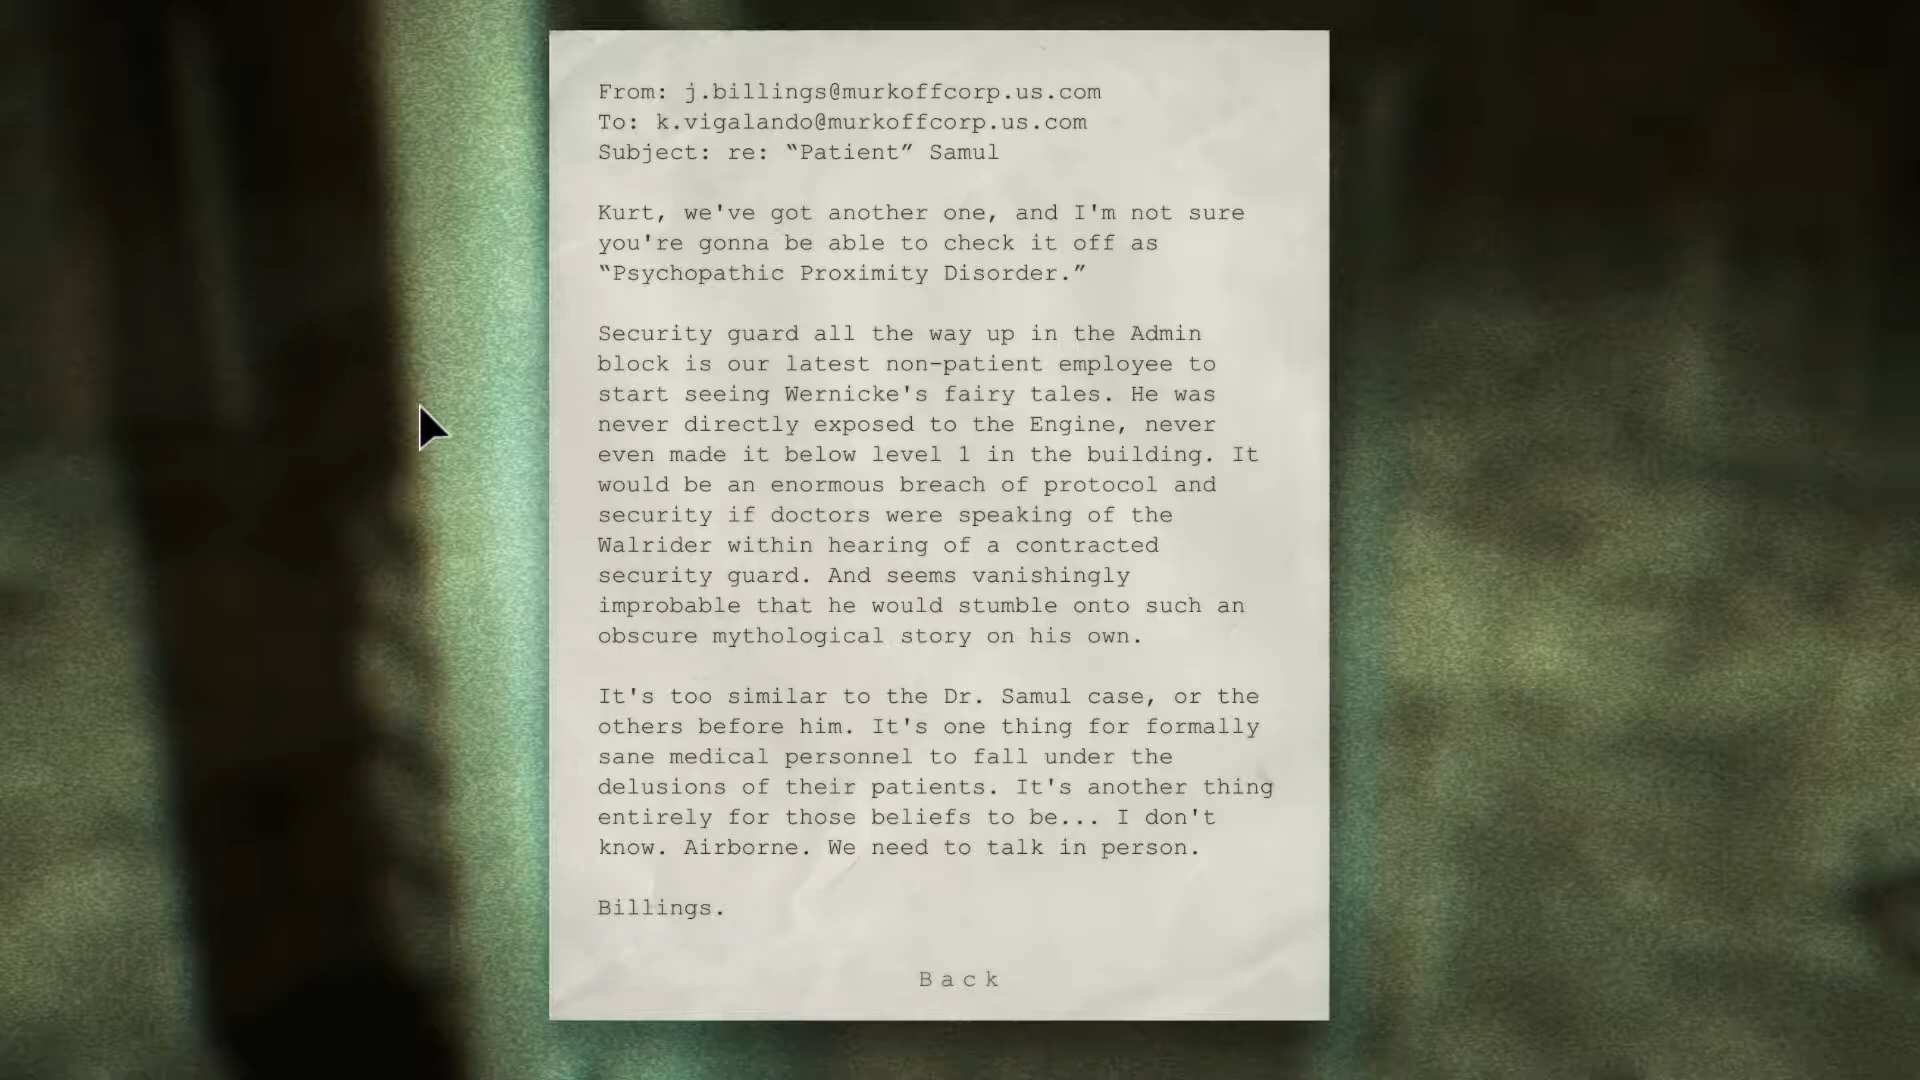 From: j.billings@murkoffcorp.us.com
To: k.vigalando@murkoffcorp.us.com
Subject: re: “Patient” Samul
Kurt, we've got another one, and I'm not sure
you're gonna be able to check it off as
“Psychopathic Proximity Disorder.”
Security guard all the way up in the Admin
block is our latest non-patient employee to
start seeing Wernicke's fairy tales. He was
never directly exposed to the Engine, never
even made it below level 1 in the building. It
would be an enormous breach of protocol and
security if doctors were speaking of the
Walrider within hearing of a contracted
security guard. And seems vanishingly
improbable that he would stumble onto such an
obscure mythological story on his own.
It's too similar to the Dr. Samul case, or the
others before him. It's one thing for formally
sane medical personnel to fall under the
delusions of their patients. It's another thing
entirely for those beliefs to be... I don't
know. Airborne. We need to talk in person.
Billings.
Back